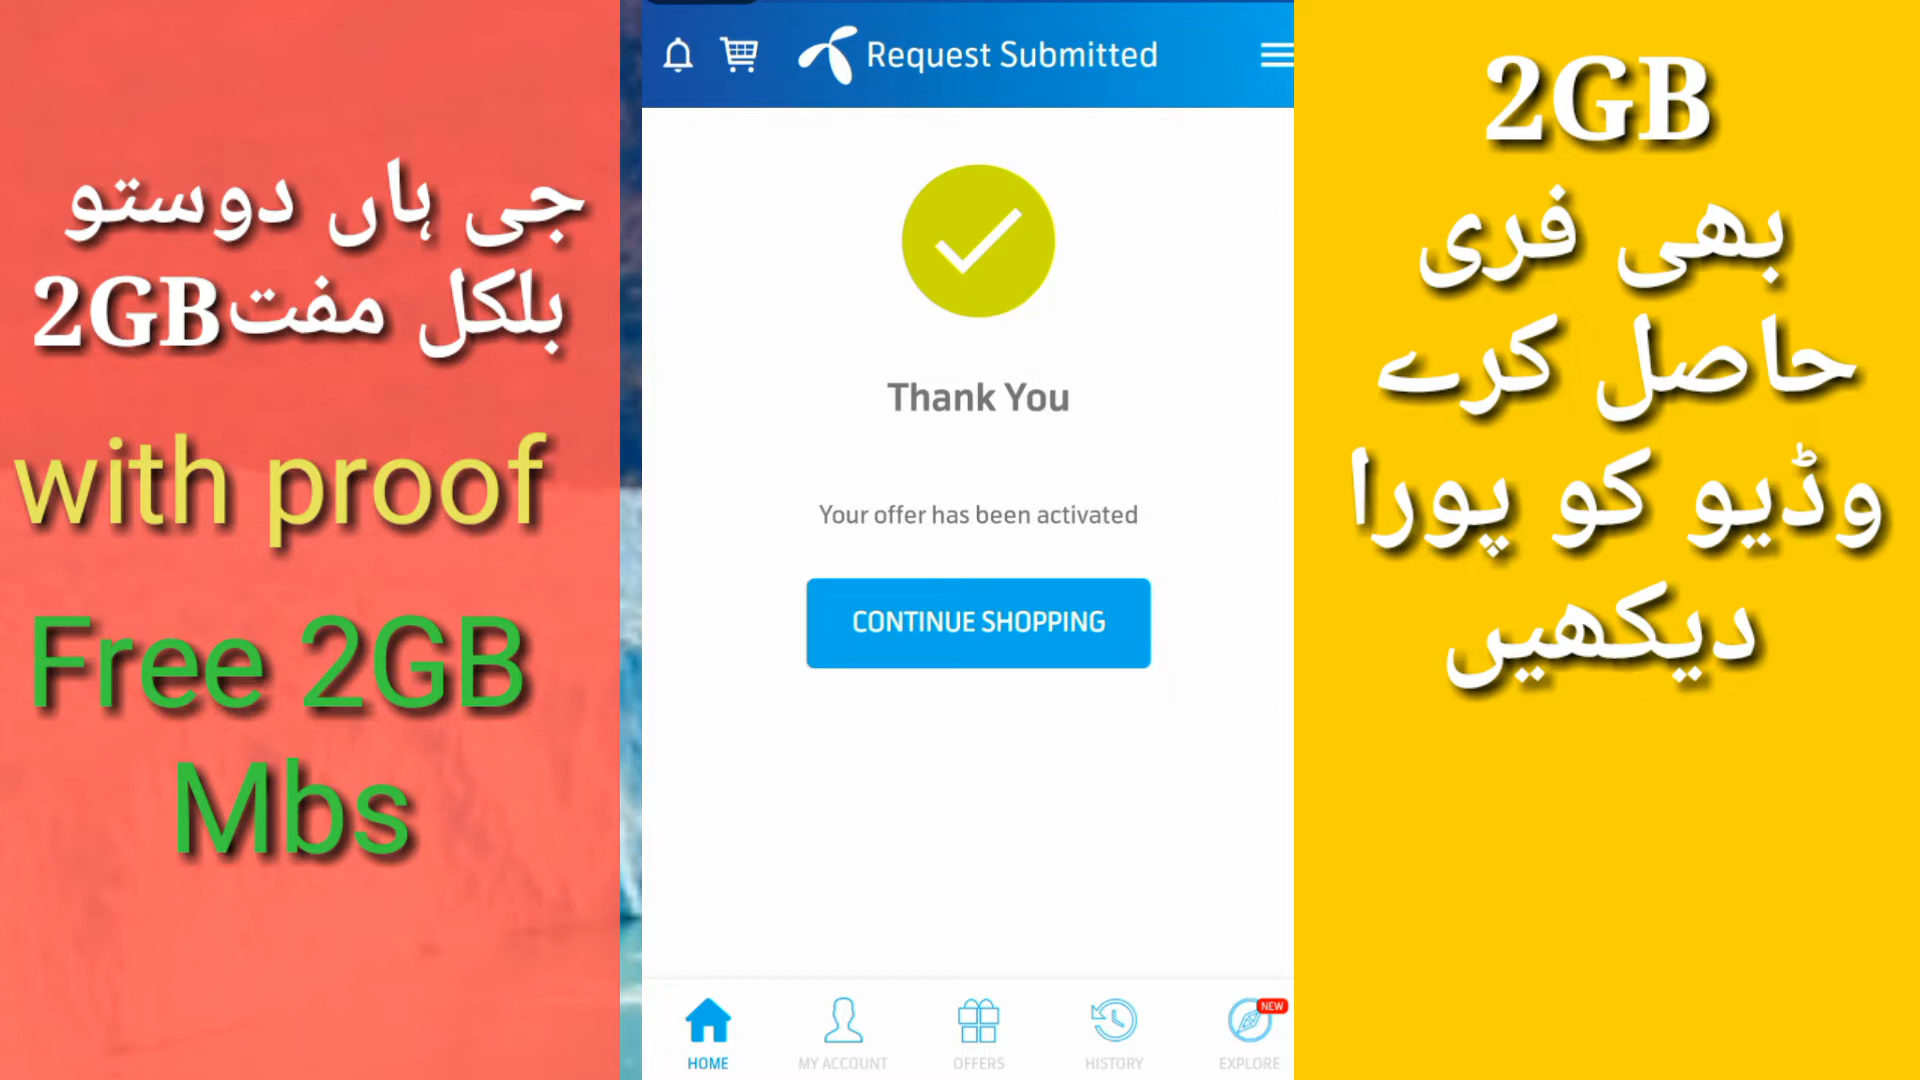 جی ہاں دوستو
بلکل مفت2GB
with proof
Free 2GB
Mbs
Request Submitted
Thank You
Your offer has been activated
CONTINUE SHOPPING
HOME
MY ACCOUNT
OFFERS
HISTORY
NEW
EXPLORE
2GB
بھی فری
حاصل کرے
وڈیو کو پورا
دیکھیں